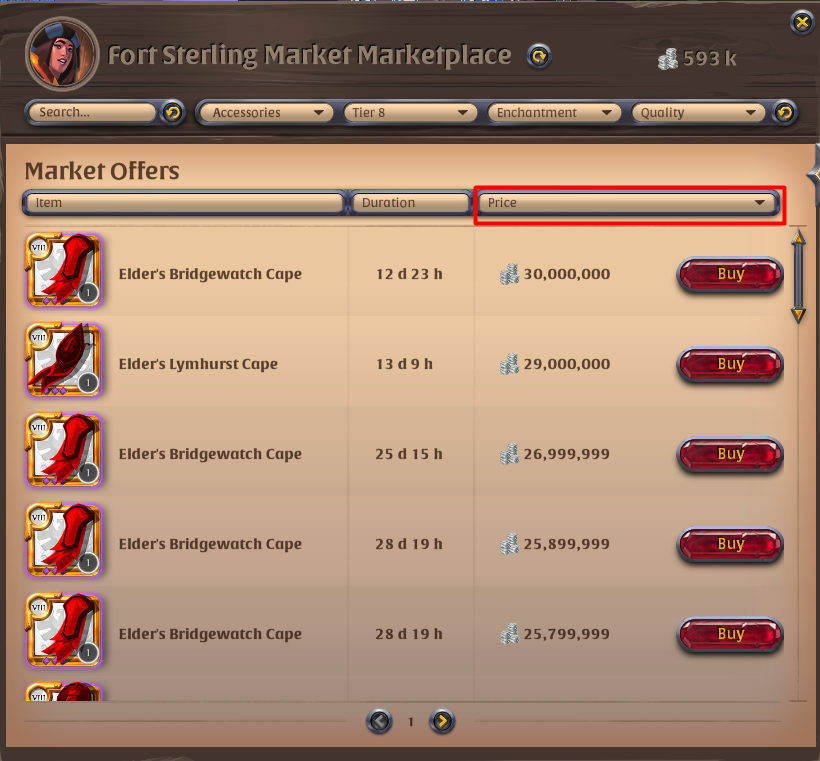 Fort Sterling Market Marketplace
593 k
Search...
Accessories
Tier 8
Enchantment
Quality
Market Offers
Item
Duration
Price
VIII
1
Elder's Bridgewatch Cape
12 d 23 h
30,000,000
Buy
VIII
1
Elder's Lymhurst Cape
13 d 9 h
29,000,000
Buy
VIII
1
Elder's Bridgewatch Cape
25 d 15 h
26,999,999
Buy
VIII
1
Elder's Bridgewatch Cape
28 d 19 h
25,899,999
Buy
VIII
1
Elder's Bridgewatch Cape
28 d 19 h
25,799,999
Buy
VIII
1